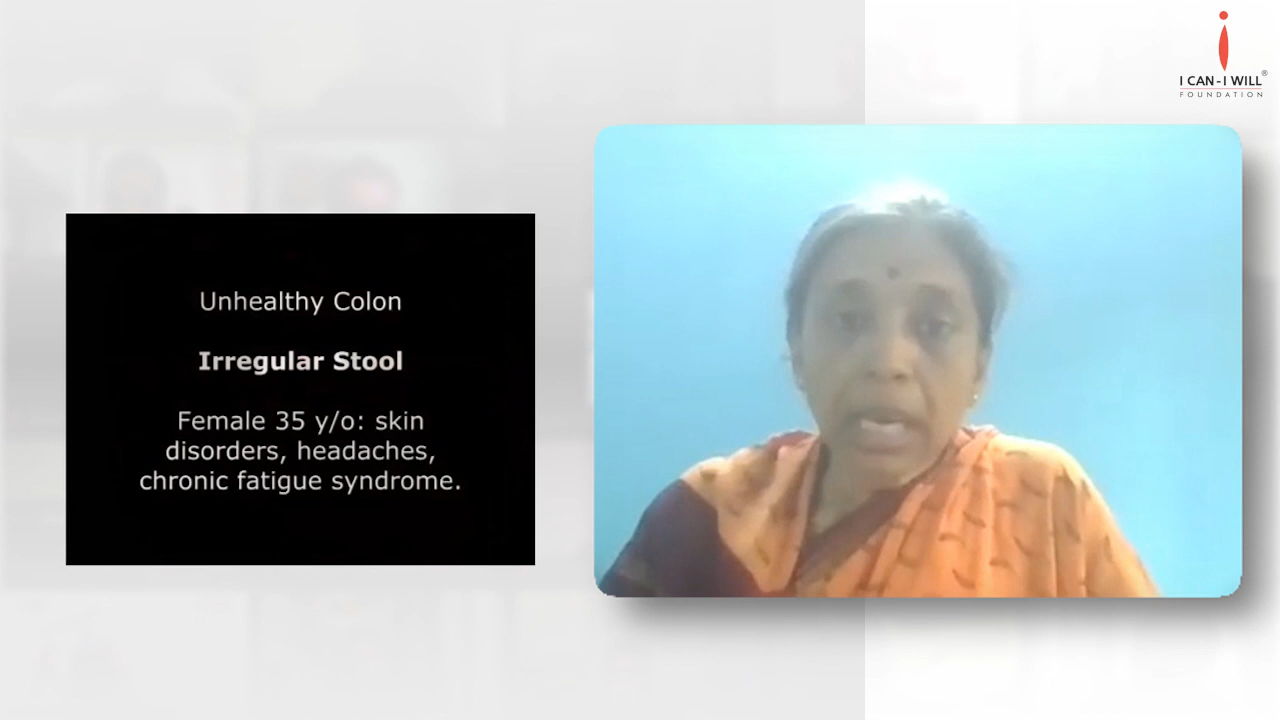 I CAN-I WILL®
FOUNDATION
Unhealthy Colon
Irregular Stool
Female 35 y/o: skin
disorders, headaches,
chronic fatigue syndrome.